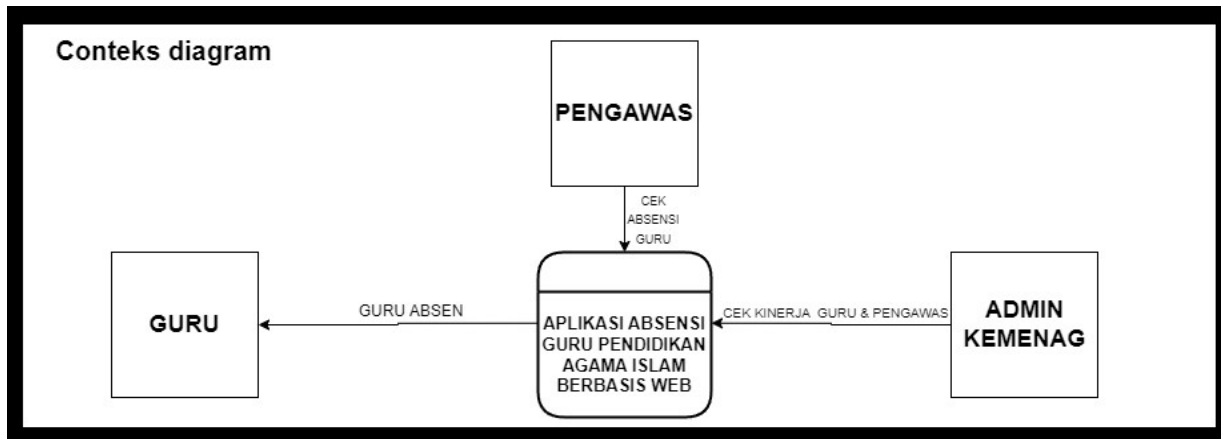 Conteks diagram
PENGAWAS
CEK
ABSENSI
GURU
GURU
GURU ABSEN
APLIKASI ABSENSI
GURU PENDIDIKAN
AGAMA ISLAM
BERBASIS WEB
CEK KINERJA GURU & PENGAWAS
ADMIN
KEMENAG